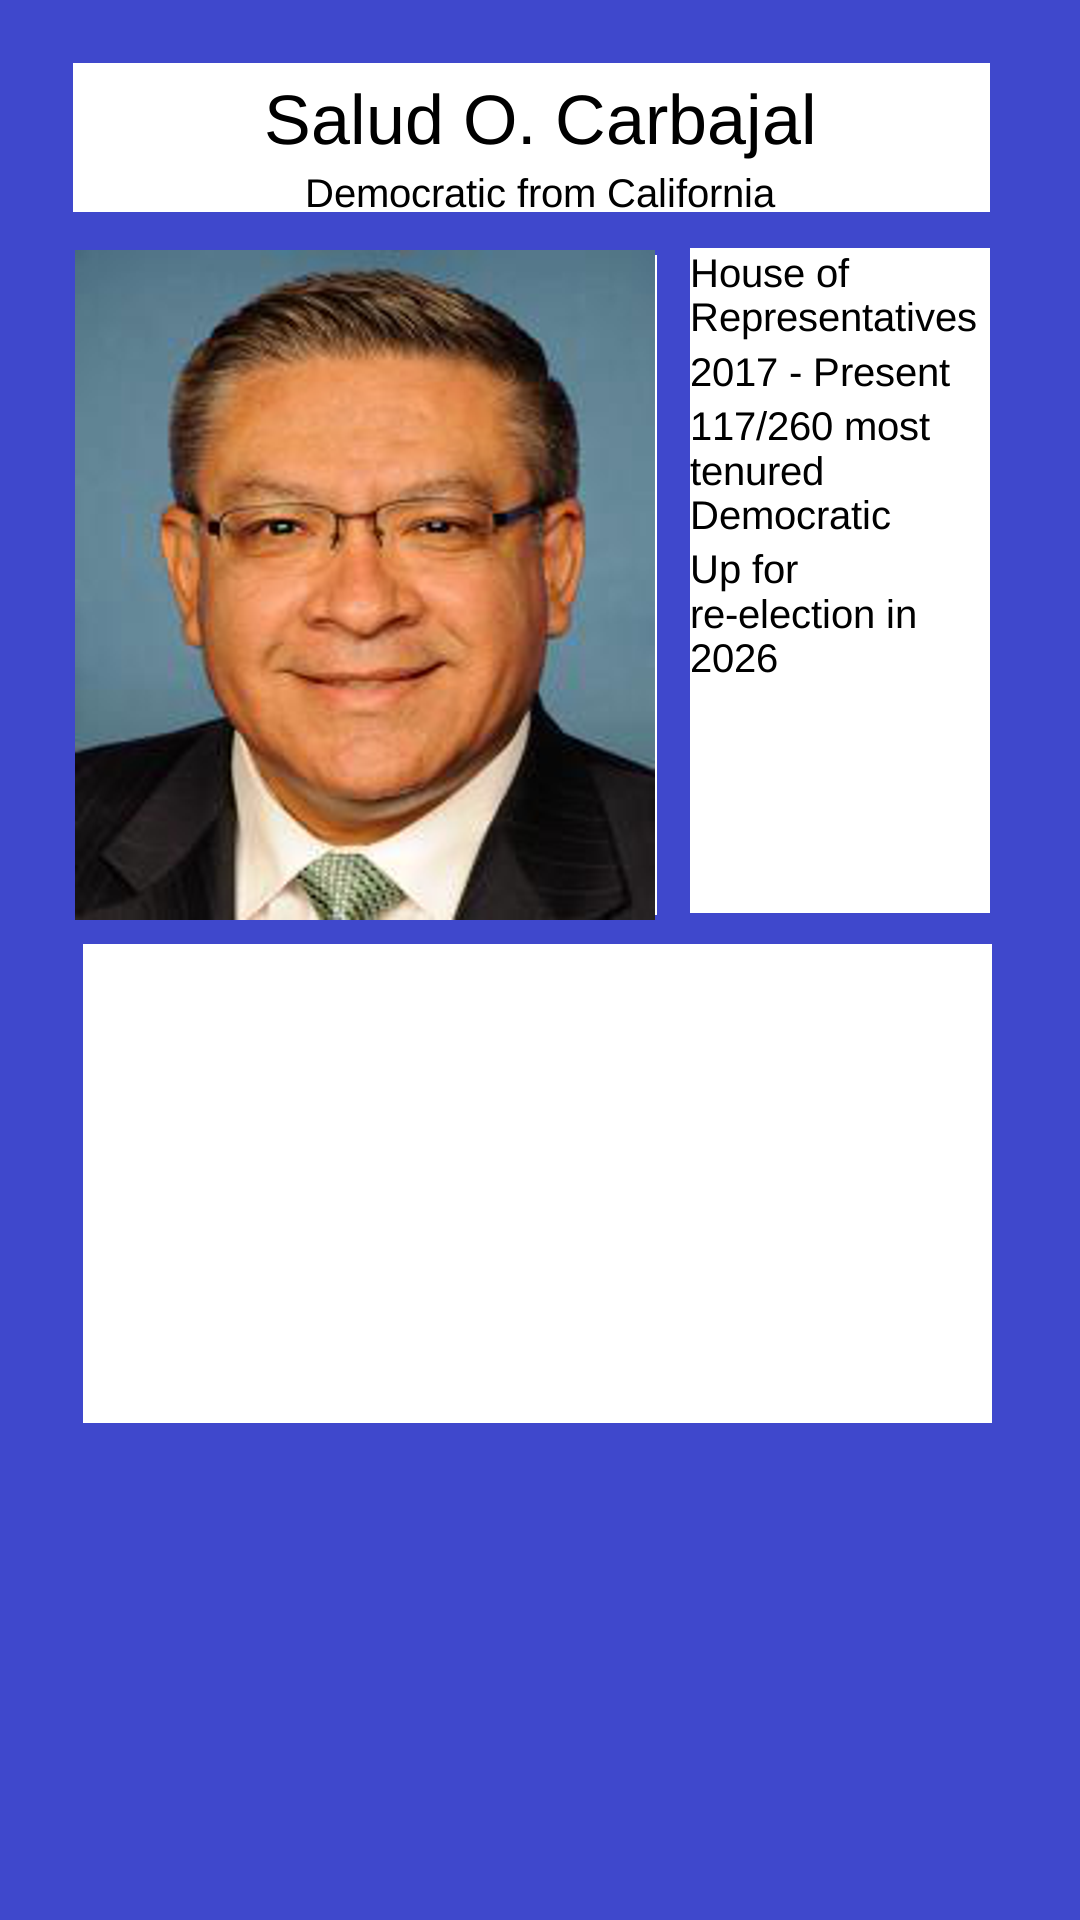 Salud O. Carbajal
Democratic from California
House of
Representatives
2017 - Present
117/260 most
tenured
Democratic
Up for
re-election in
2026